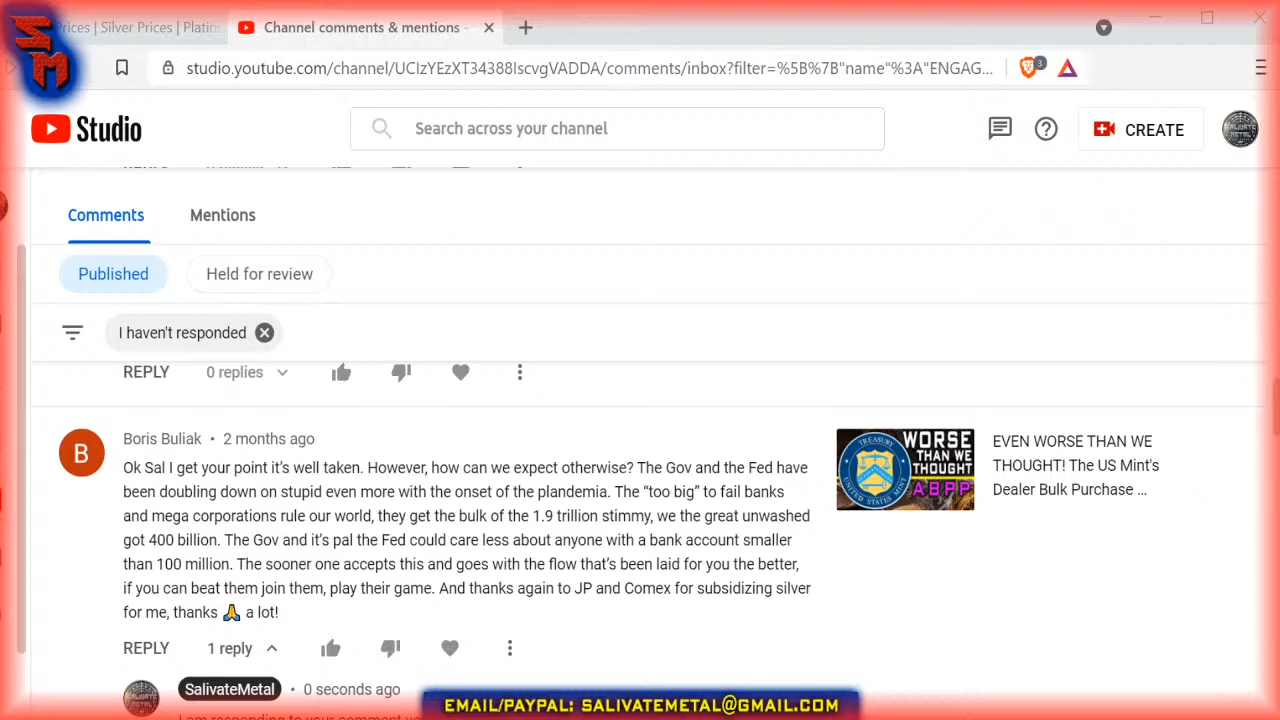 SM
Prices | Silver Prices | Platin
Channel comments & mentions -
studio.youtube.com/channel/UCIzYEzXT34388IscvgVADDA/comments/inbox?filter=%5B%7B"name"%3A"ENGAG...
3
Studio
Search across your channel
CREATE
Comments
Mentions
Published
Held for review
I haven't responded
REPLY
0 replies
B
Boris Buliak • 2 months ago
Ok Sal I get your point it's well taken. However, how can we expect otherwise? The Gov and the Fed have
been doubling down on stupid even more with the onset of the plandemia. The “too big” to fail banks
and mega corporations rule our world, they get the bulk of the 1.9 trillion stimmy, we the great unwashed
got 400 billion. The Gov and it's pal the Fed could care less about anyone with a bank account smaller
than 100 million. The sooner one accepts this and goes with the flow that’s been laid for you the better,
if you can beat them join them, play their game. And thanks again to JP and Comex for subsidizing silver
for me, thanks 🙏 a lot!
WORSE
THAN WE
THOUGHT
ABPP
EVEN WORSE THAN WE
THOUGHT! The US Mint's
Dealer Bulk Purchase ...
REPLY
1 reply
SalivateMetal • 0 seconds ago
I am responding to your comment
EMAIL/PAYPAL: SALIVATEMETAL@GMAIL.COM